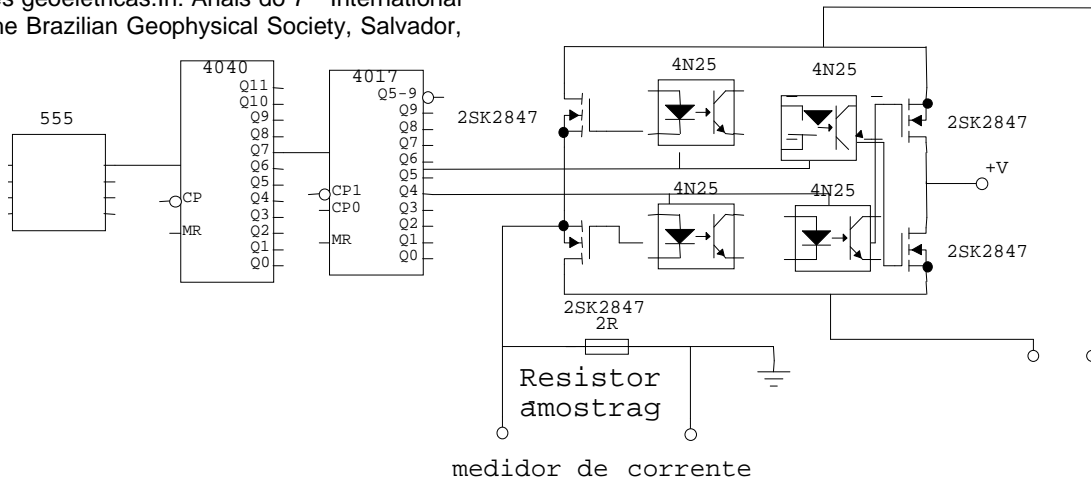 es geoelétricas.In: Anais do 7th International
he Brazilian Geophysical Society, Salvador,
555
4040
Q11
Q10
Q9
Q8
Q7
Q6
Q5
Q4
Q3
Q2
Q1
Q0
CP
MR
4017
Q5-9
Q9
Q8
Q7
Q6
Q5
Q4
Q3
Q2
Q1
Q0
CP1
CP0
MR
2SK2847
4N25
4N25
2SK2847
+V
4N25
4N25
2SK2847
2SK2847
2R
Resistor
amostrag
medidor de corrente